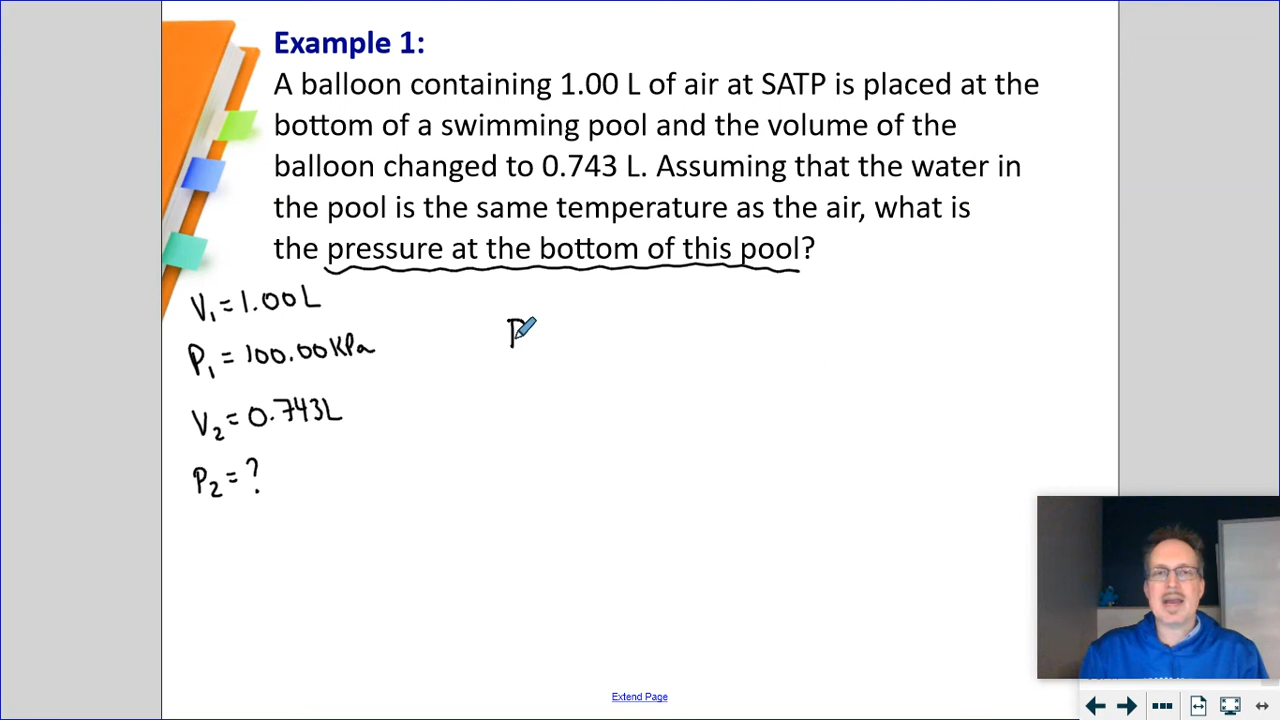 Example 1:
A balloon containing 1.00 L of air at SATP is placed at the
bottom of a swimming pool and the volume of the
balloon changed to 0.743 L. Assuming that the water in
the pool is the same temperature as the air, what is
the pressure at the bottom of this pool?
V₁ = 1.00L
P₁ = 100.00KPa
V₂ = 0.743L
P₂ = ?
P
Extend Page